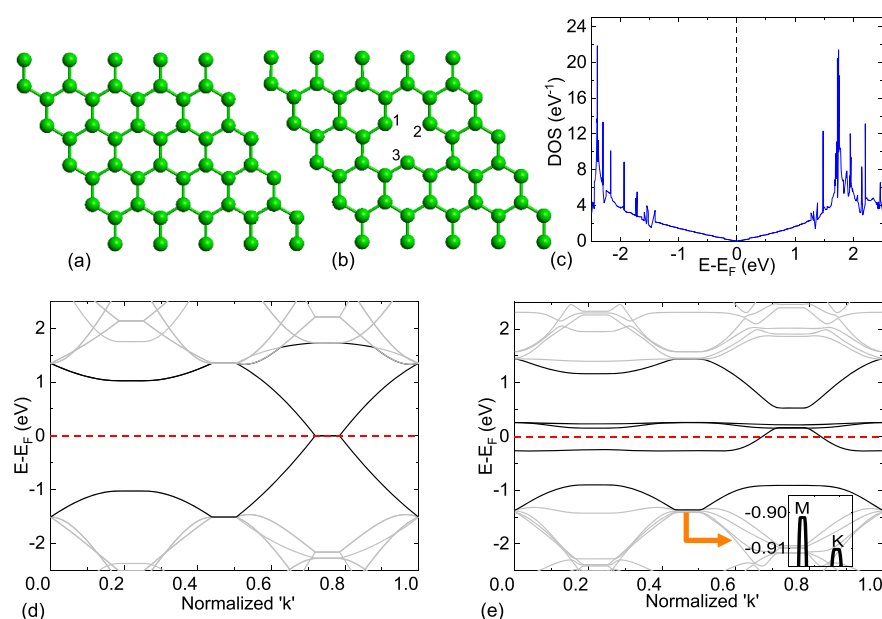 1
2
3
(a)
(b)
24
20
16
12
8
4
0
DOS (eV⁻¹)
-2 -1 0 1 2
(c) E-E_F (eV)
2
1
0
-1
-2
E-E_F (eV)
0.0 0.2 0.4 0.6 0.8 1.0
(d) Normalized 'k'
2
1
0
-1
-2
E-E_F (eV)
-0.90 M
-0.91 K
0.0 0.2 0.4 0.6 0.8 1.0
(e) Normalized 'k'